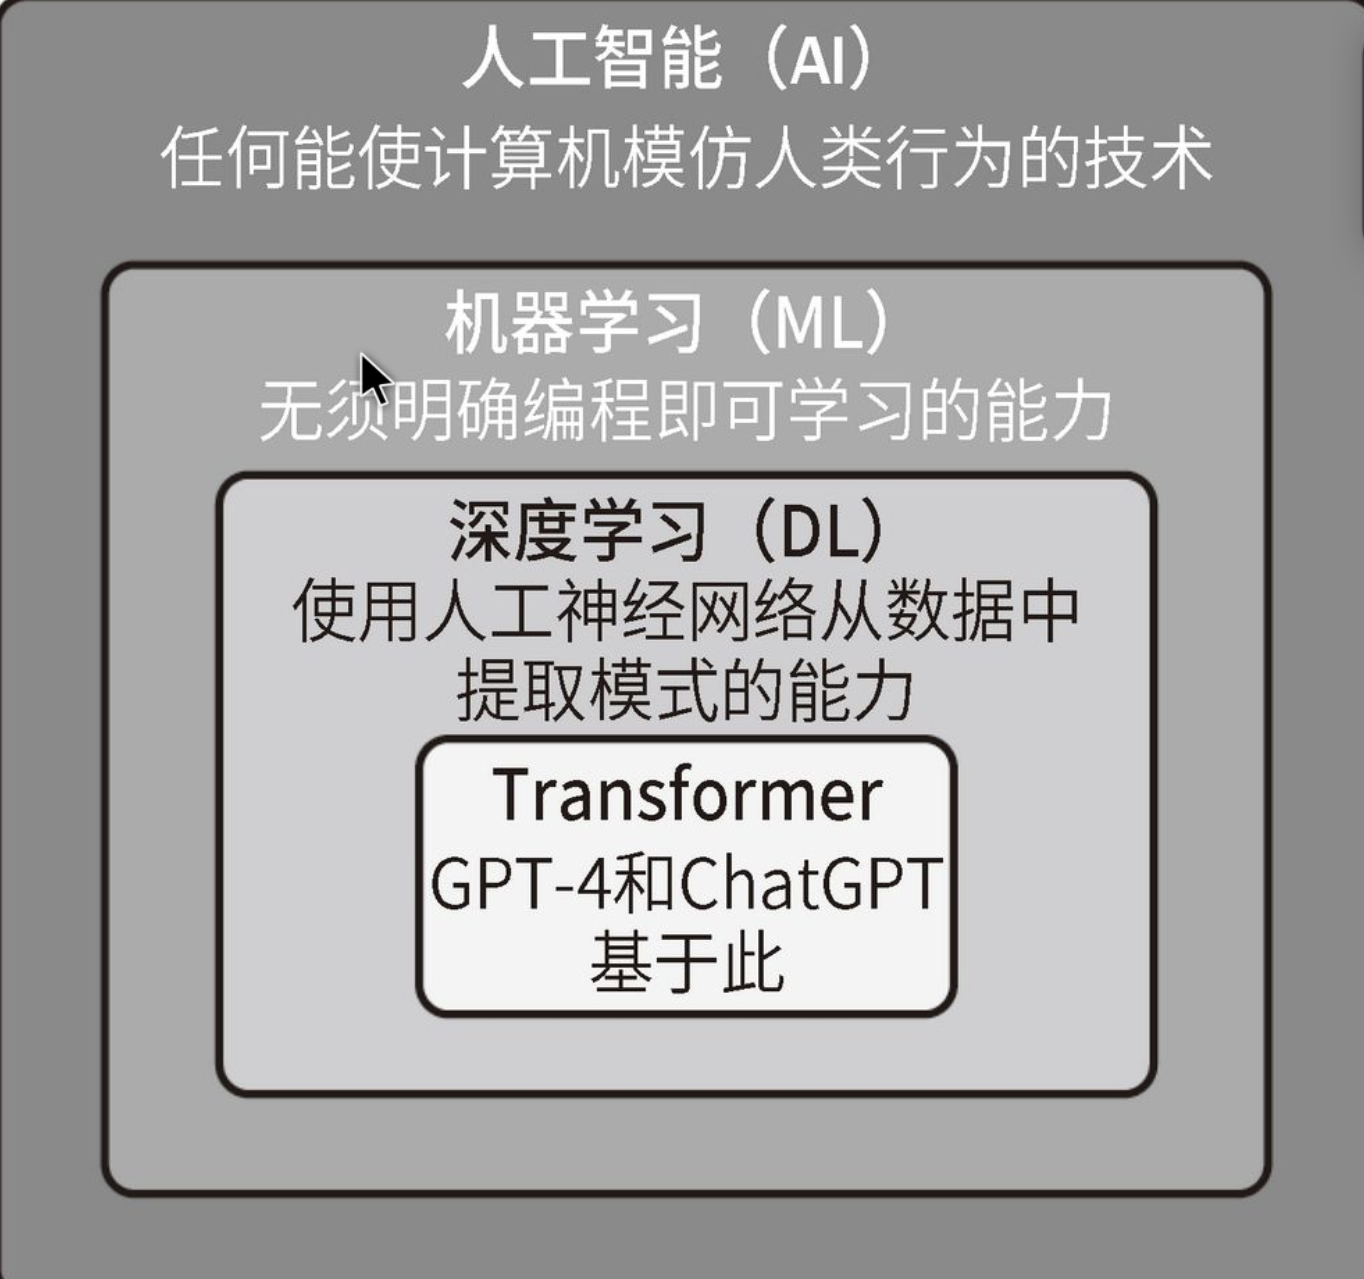 人工智能（AI）
任何能使计算机模仿人类行为的技术
机器学习（ML）
无须明确编程即可学习的能力
深度学习（DL）
使用人工神经网络从数据中
提取模式的能力
Transformer
GPT-4和ChatGPT
基于此